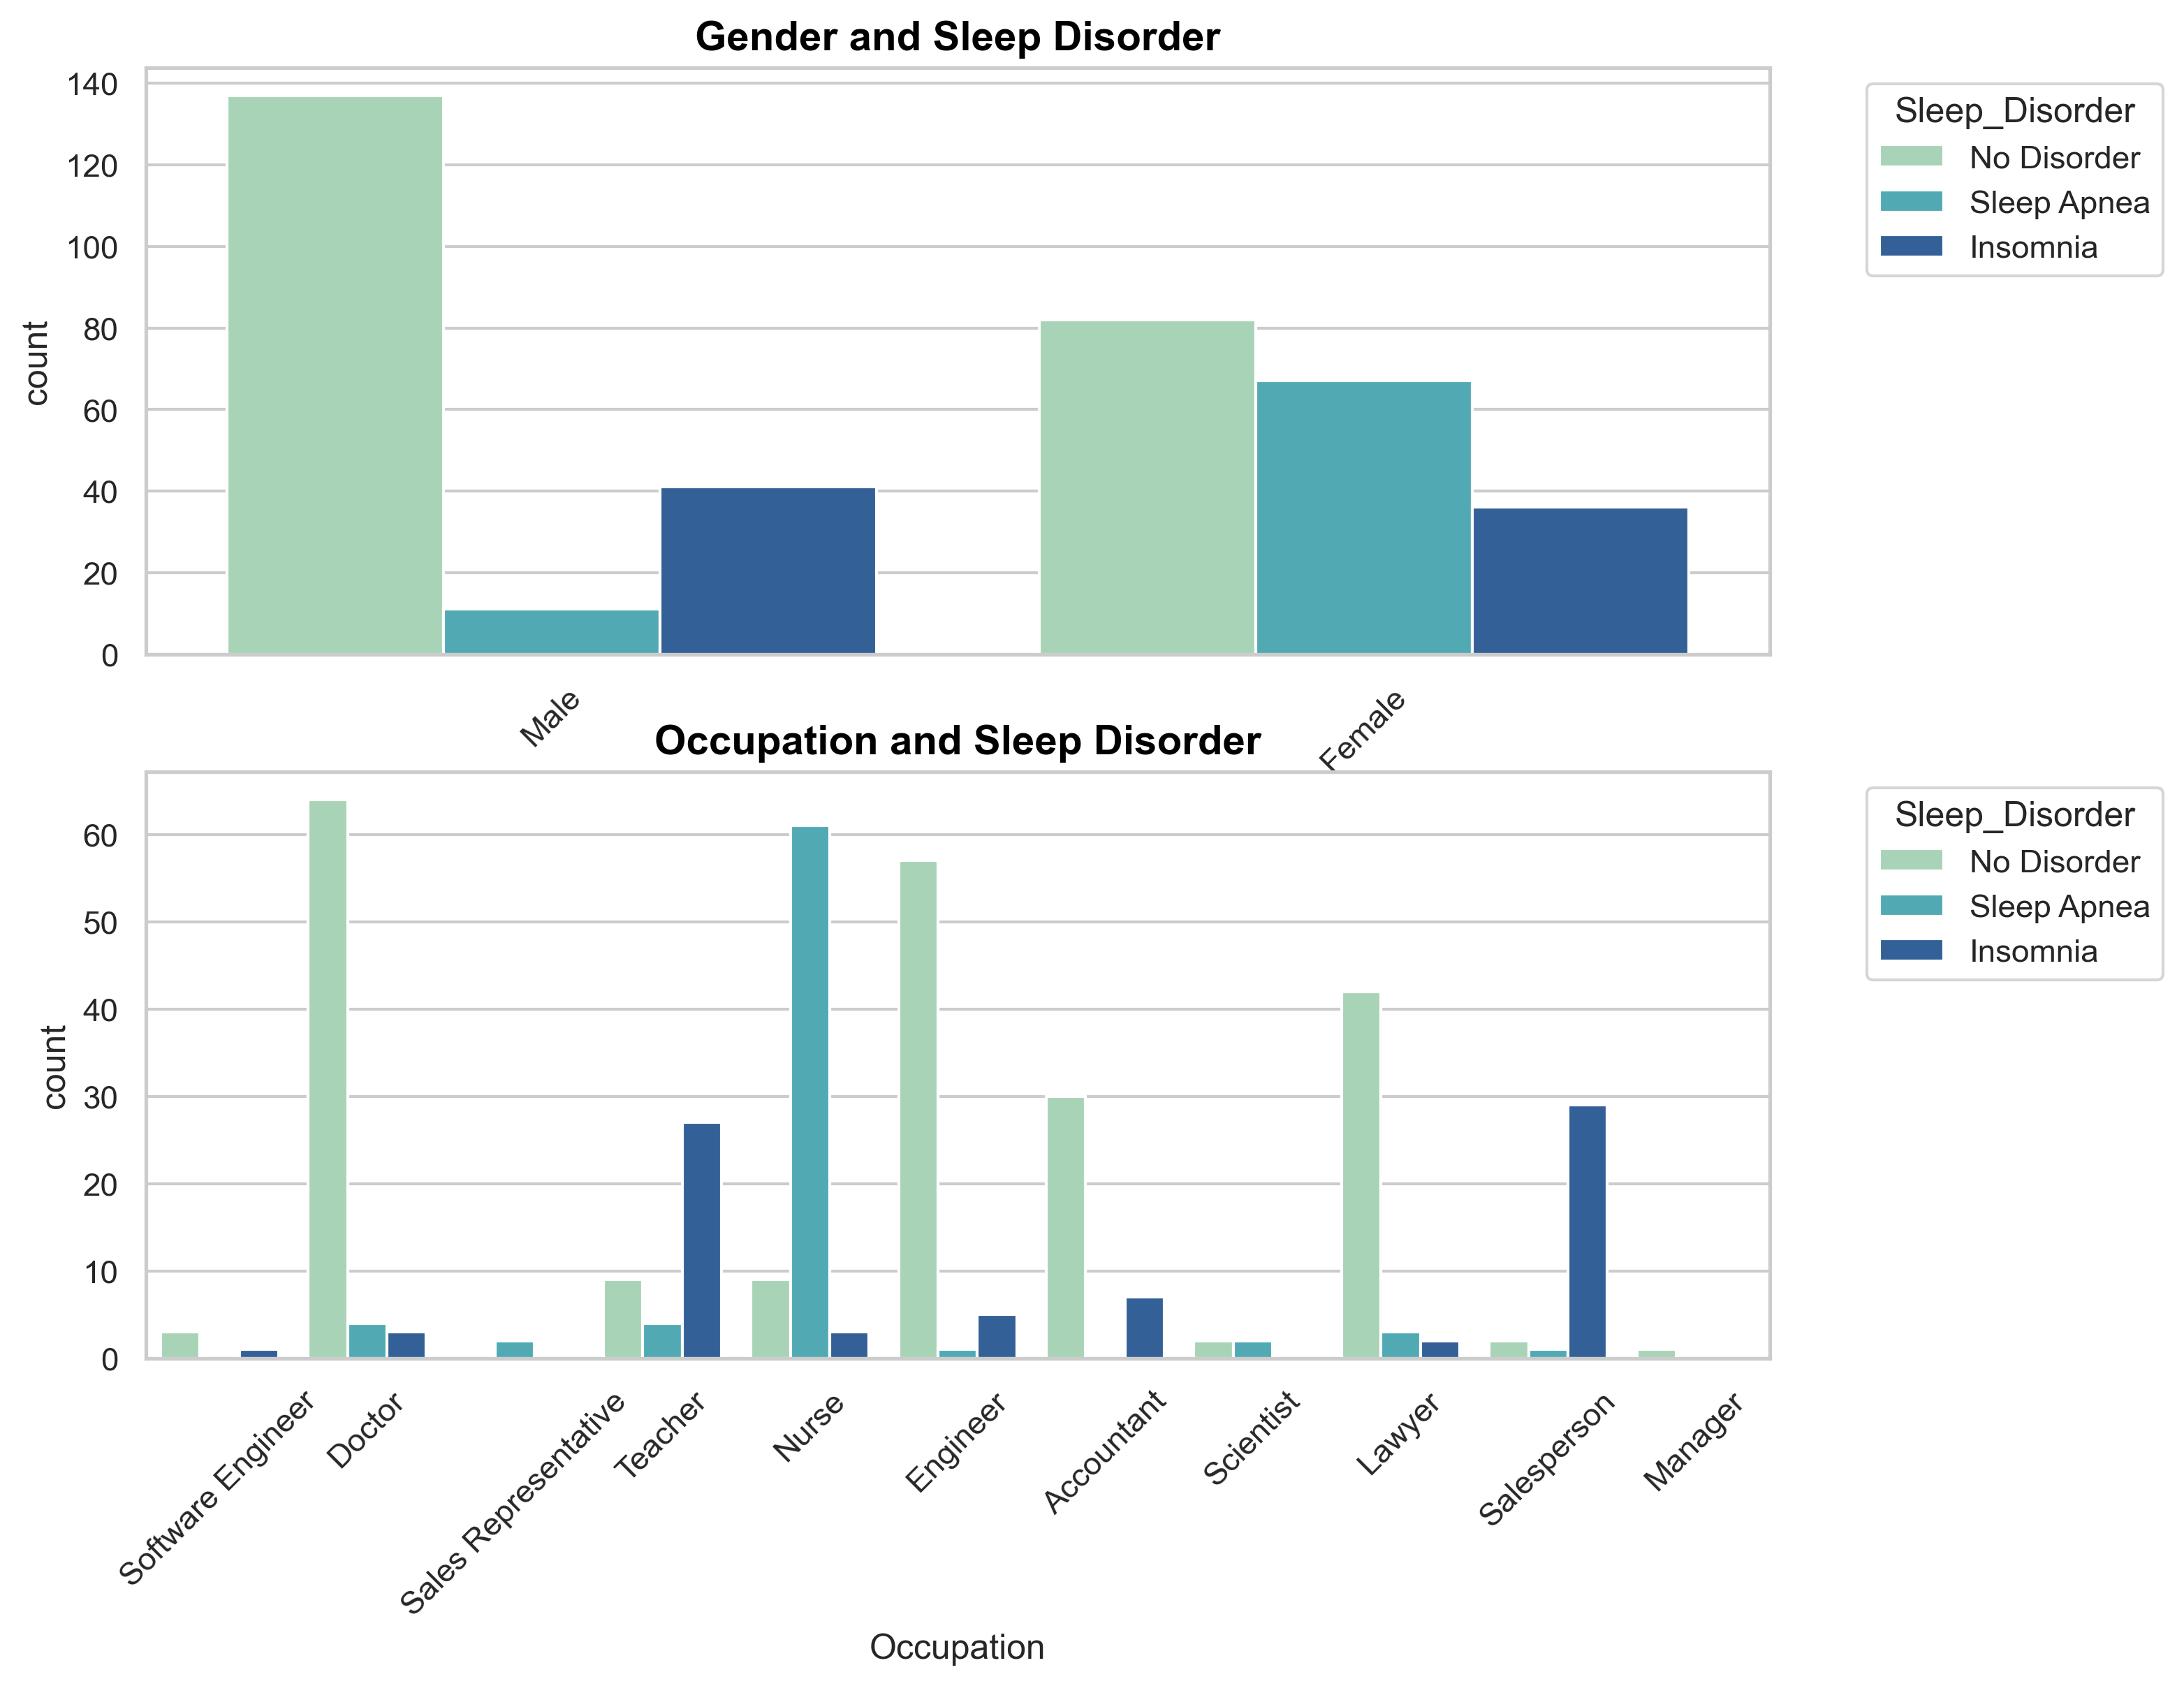 Gender and Sleep Disorder
140
120
100
80
60
40
20
0
count
Male
Female
Sleep_Disorder
No Disorder
Sleep Apnea
Insomnia
Occupation and Sleep Disorder
60
50
40
30
20
10
0
count
Software Engineer
Doctor
Sales Representative
Teacher
Nurse
Engineer
Accountant
Scientist
Lawyer
Salesperson
Manager
Occupation
Sleep_Disorder
No Disorder
Sleep Apnea
Insomnia